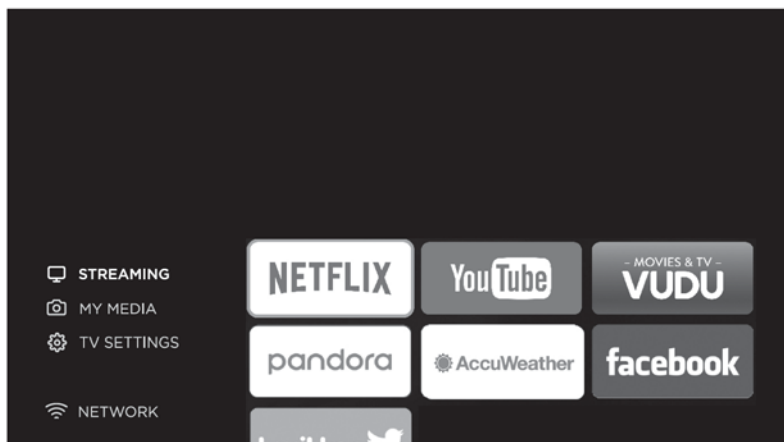 STREAMING
MY MEDIA
TV SETTINGS
NETWORK
NETFLIX
YouTube
– MOVIES & TV –
VUDU
pandora
AccuWeather
facebook